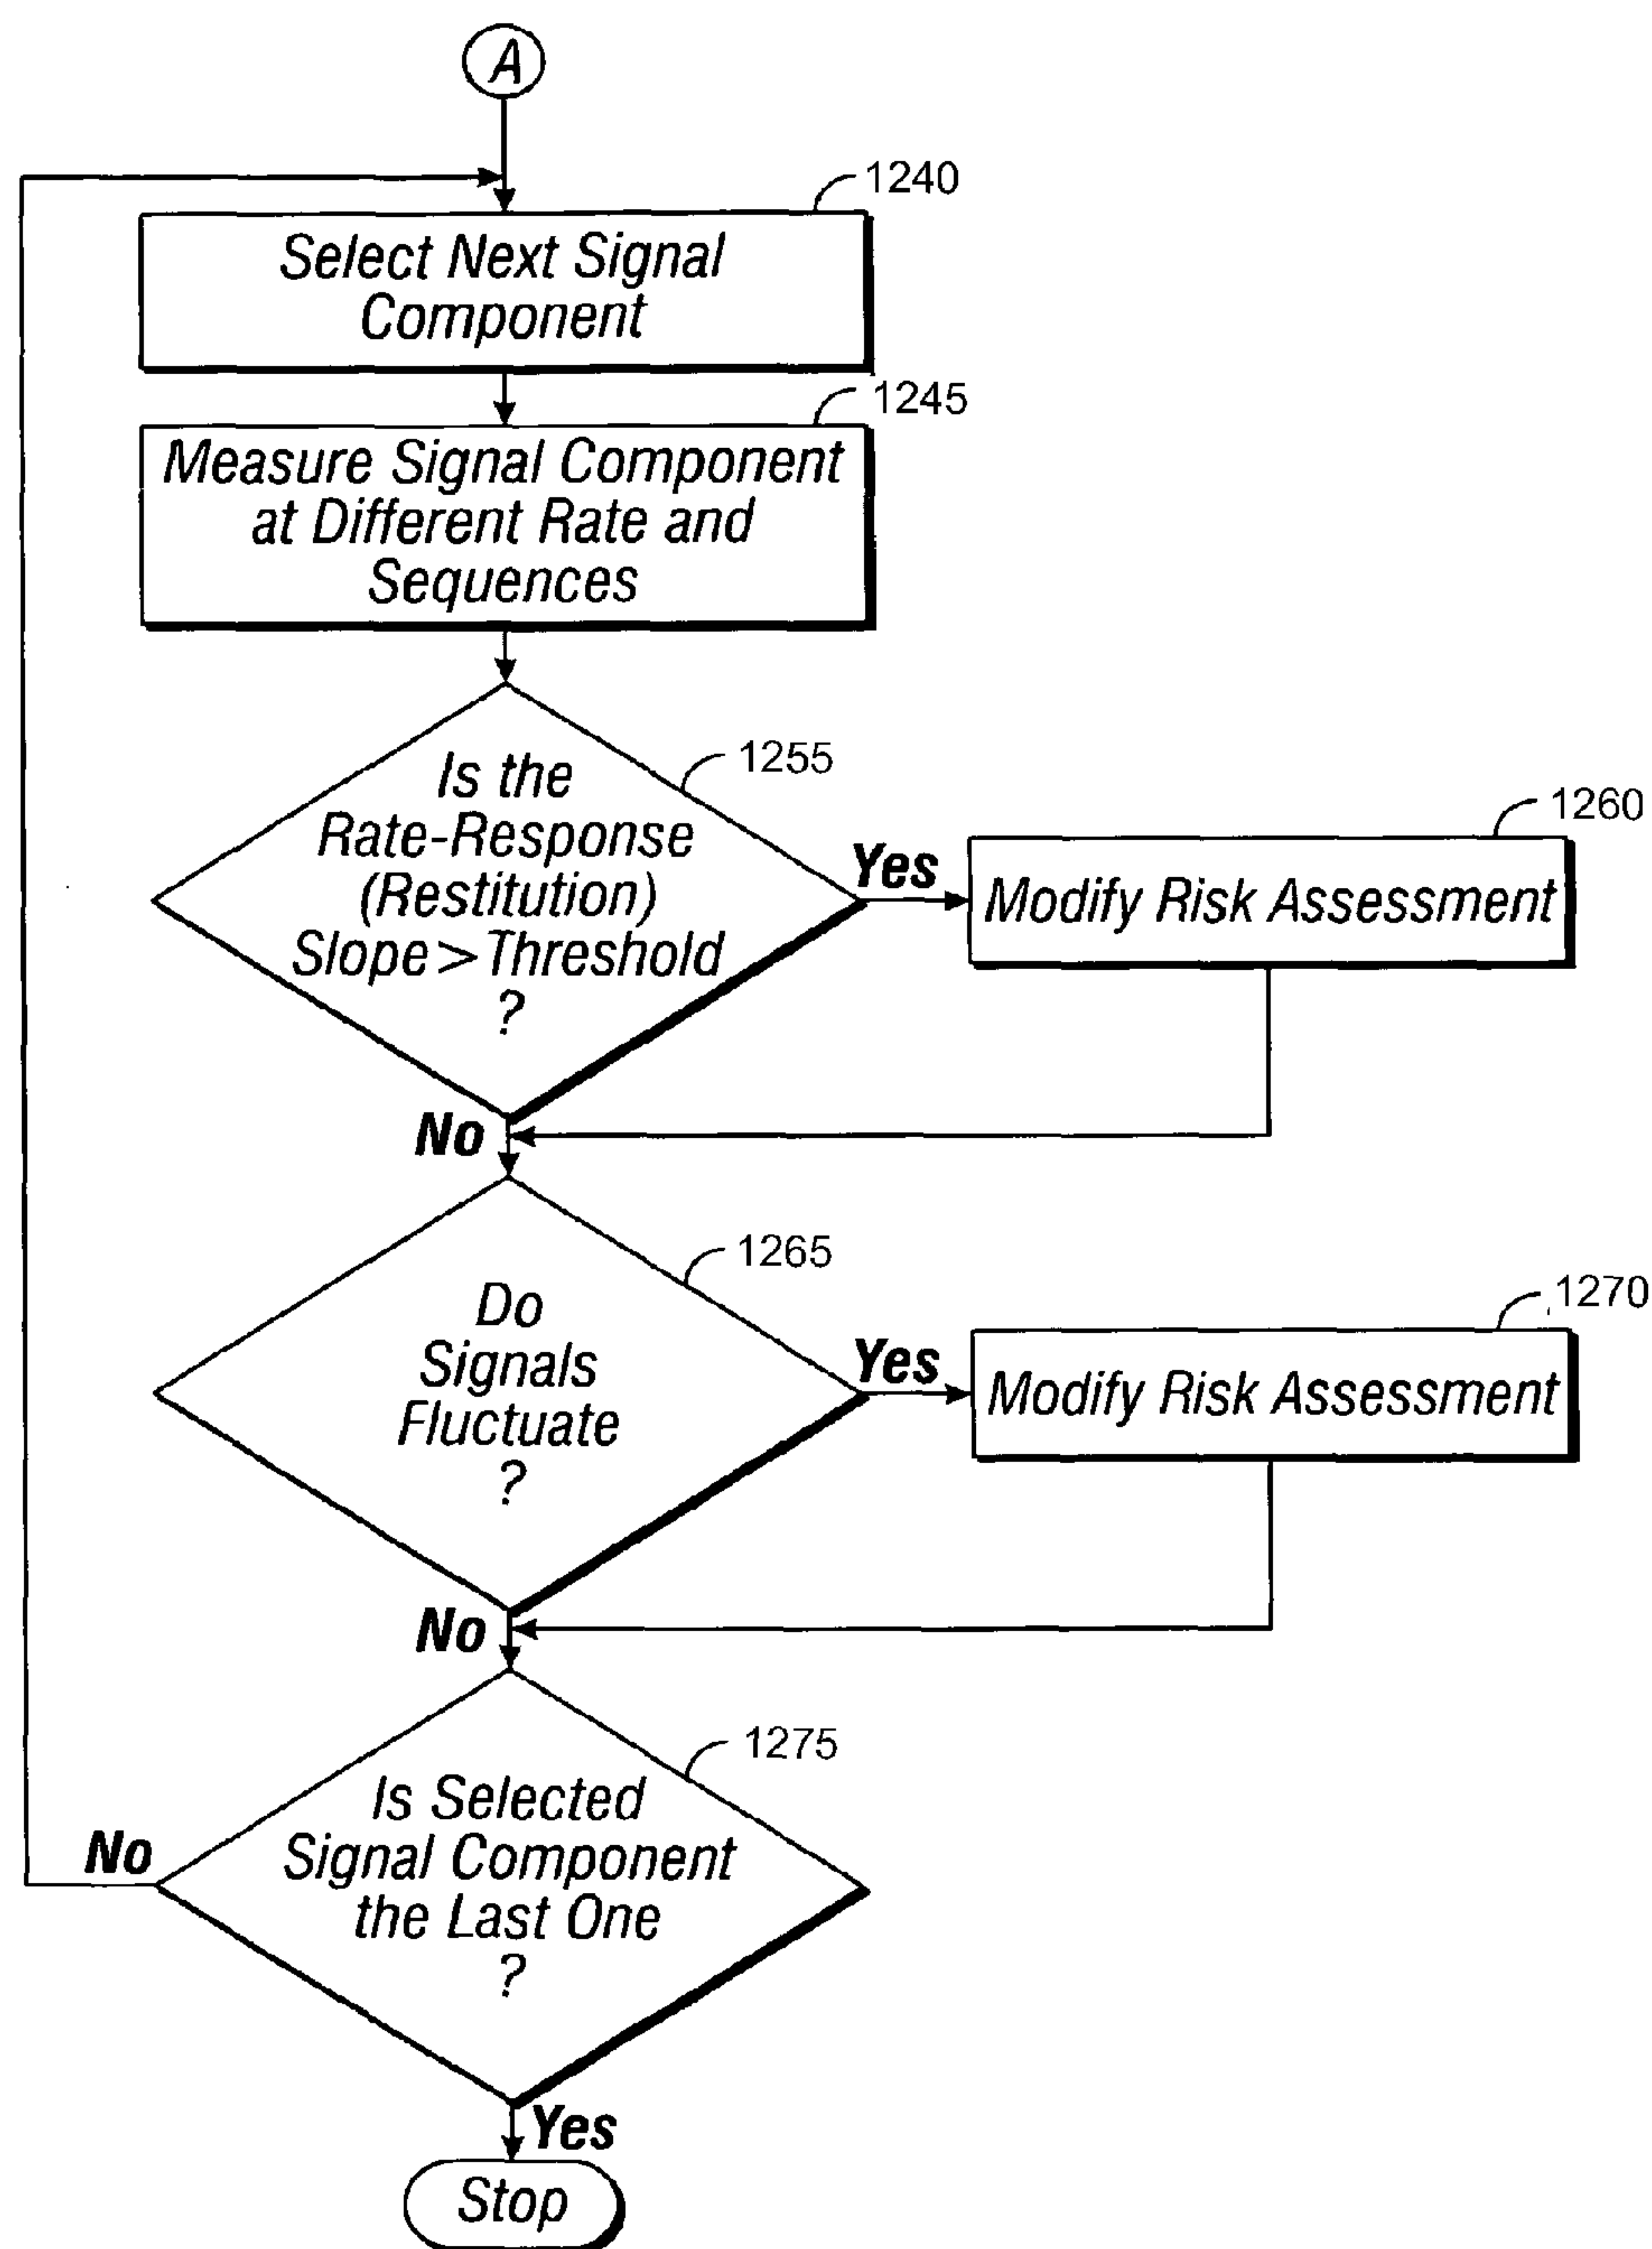 A
1240
Select Next Signal
Component
1245
Measure Signal Component
at Different Rate and
Sequences
1255
Is the
Rate-Response
(Restitution)
Slope > Threshold
?
Yes
1260
Modify Risk Assessment
No
1265
Do
Signals
Fluctuate
?
Yes
1270
Modify Risk Assessment
No
1275
Is Selected
Signal Component
the Last One
?
No
Yes
Stop